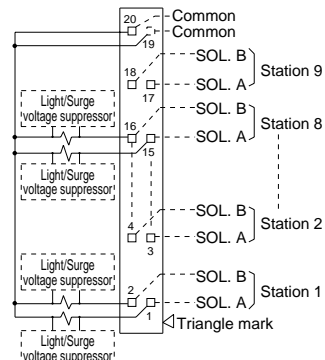 20
Common
Common
19
18
SOL. B
Station 9
SOL. A
17
Light/Surge
voltage suppressor
16
SOL. B
Station 8
SOL. A
15
Light/Surge
voltage suppressor
4
SOL. B
Station 2
SOL. A
3
Light/Surge
voltage suppressor
2
SOL. B
Station 1
SOL. A
1
Triangle mark
Light/Surge
voltage suppressor